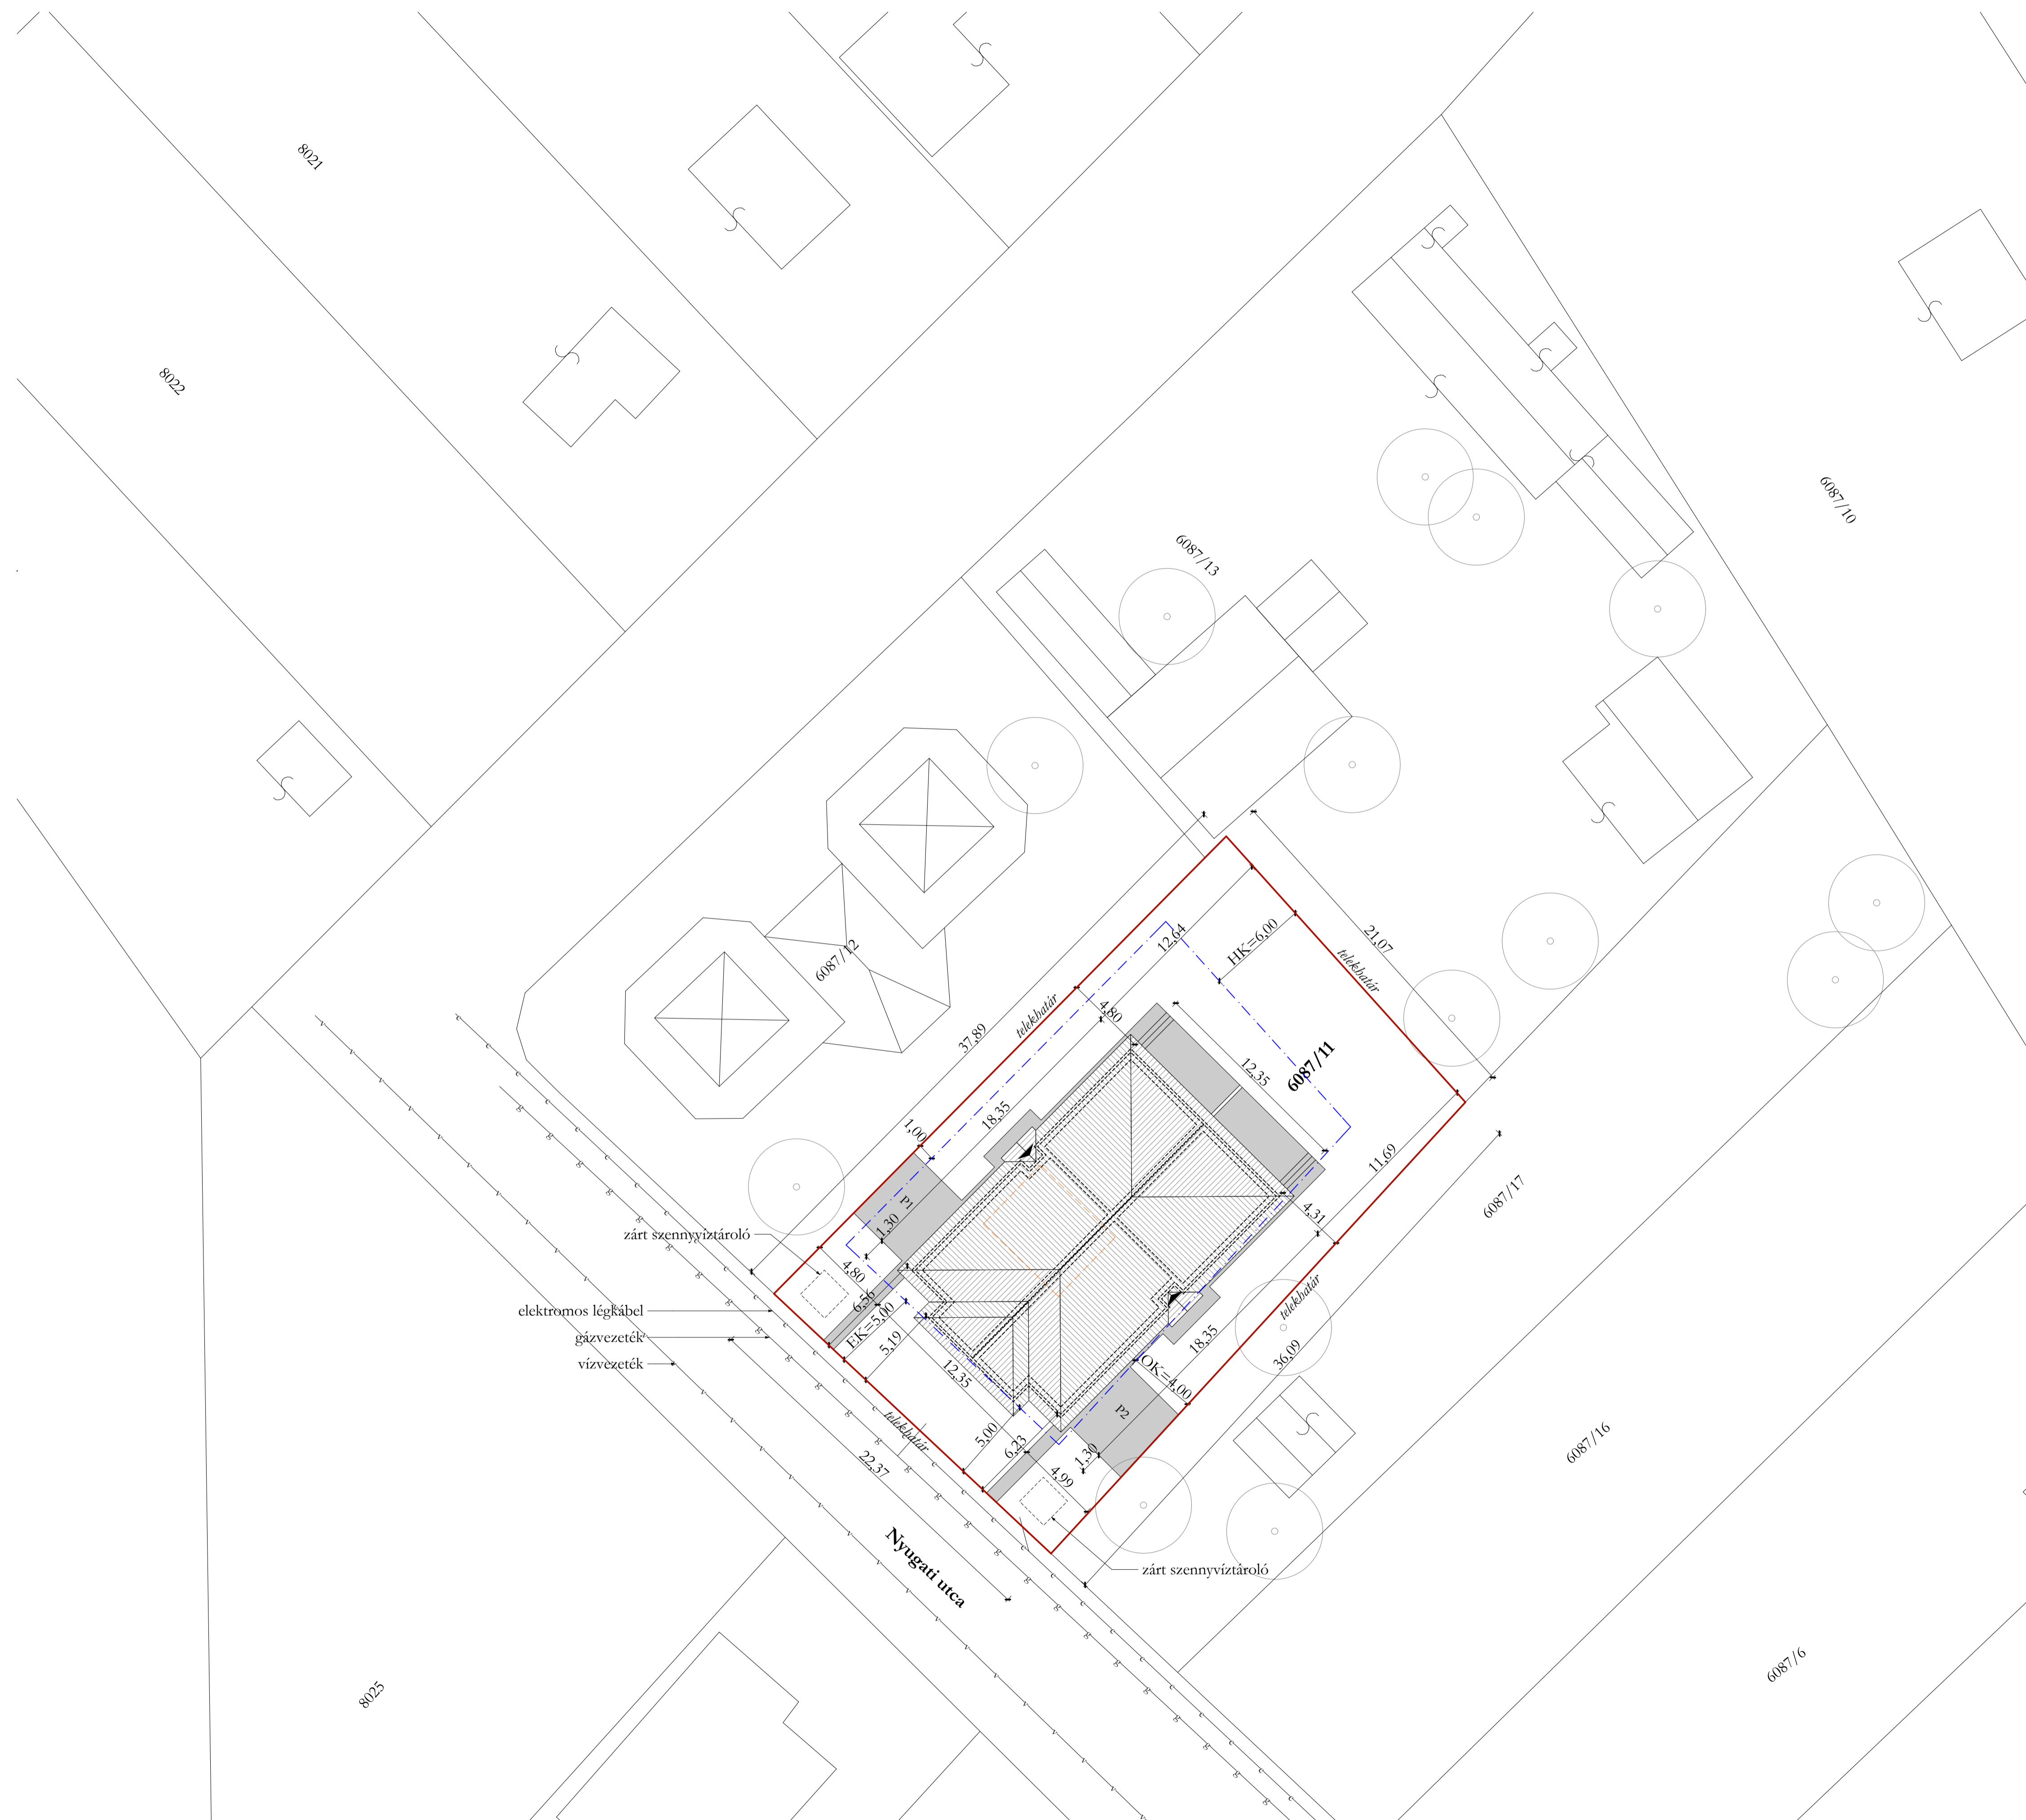 8021
8022
6087/10
6087/13
6087/12
12,64
HK=6,00
21,07
telekhatár
telekhatár
4,80
37,89
6087/11
12,35
18,35
1,00
11,69
6087/17
P1
1,30
4,31
zárt szennyvíztároló
4,80
6,56
telekhatár
elektromos légkábel
EK=5,00
gázvezeték
5,19
18,35
36,09
vízvezeték
12,35
OK=4,00
P2
telekhatár
5,00
6,23
1,30
22,37
4,99
6087/16
Nyugati utca
zárt szennyvíztároló
6087/6
8025